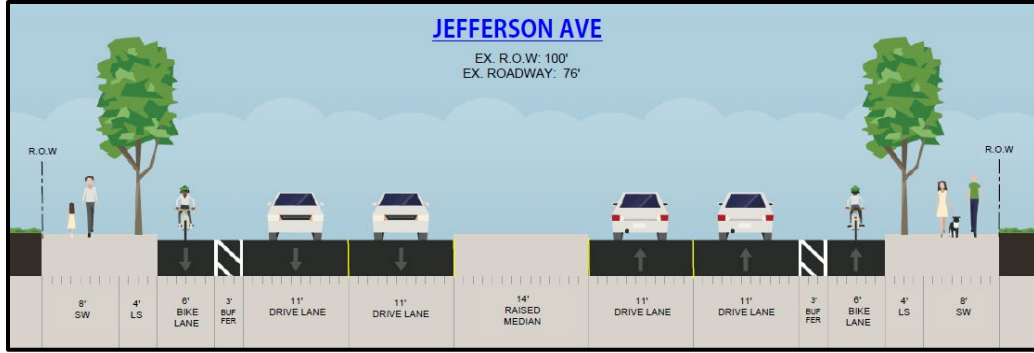 JEFFERSON AVE
EX. R.O.W: 100'
EX. ROADWAY: 76'
R.O.W
R.O.W
8'
SW
4'
LS
6'
BIKE
LANE
3'
BUF
FER
11'
DRIVE LANE
11'
DRIVE LANE
14'
RAISED
MEDIAN
11'
DRIVE LANE
11'
DRIVE LANE
3'
BUF
FER
6'
BIKE
LANE
4'
LS
8'
SW